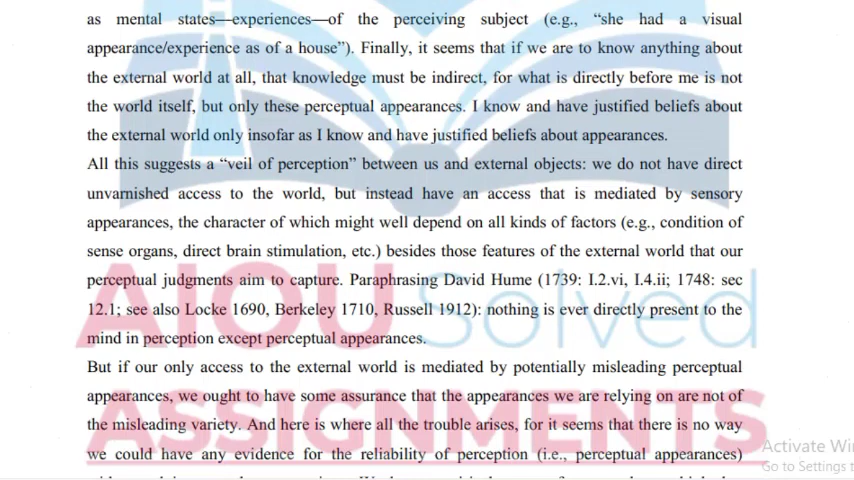 as mental states—experiences—of the perceiving subject (e.g., “she had a visual
appearance/experience as of a house”). Finally, it seems that if we are to know anything about
the external world at all, that knowledge must be indirect, for what is directly before me is not
the world itself, but only these perceptual appearances. I know and have justified beliefs about
the external world only insofar as I know and have justified beliefs about appearances.
All this suggests a “veil of perception” between us and external objects: we do not have direct
unvarnished access to the world, but instead have an access that is mediated by sensory
appearances, the character of which might well depend on all kinds of factors (e.g., condition of
sense organs, direct brain stimulation, etc.) besides those features of the external world that our
perceptual judgments aim to capture. Paraphrasing David Hume (1739: I.2.vi, I.4.ii; 1748: sec
12.1; see also Locke 1690, Berkeley 1710, Russell 1912): nothing is ever directly present to the
mind in perception except perceptual appearances.
But if our only access to the external world is mediated by potentially misleading perceptual
appearances, we ought to have some assurance that the appearances we are relying on are not of
the misleading variety. And here is where all the trouble arises, for it seems that there is no way
we could have any evidence for the reliability of perception (i.e., perceptual appearances)
AIOU Solved
ASSIGNMENTS
Activate Wi
Go to Settings t